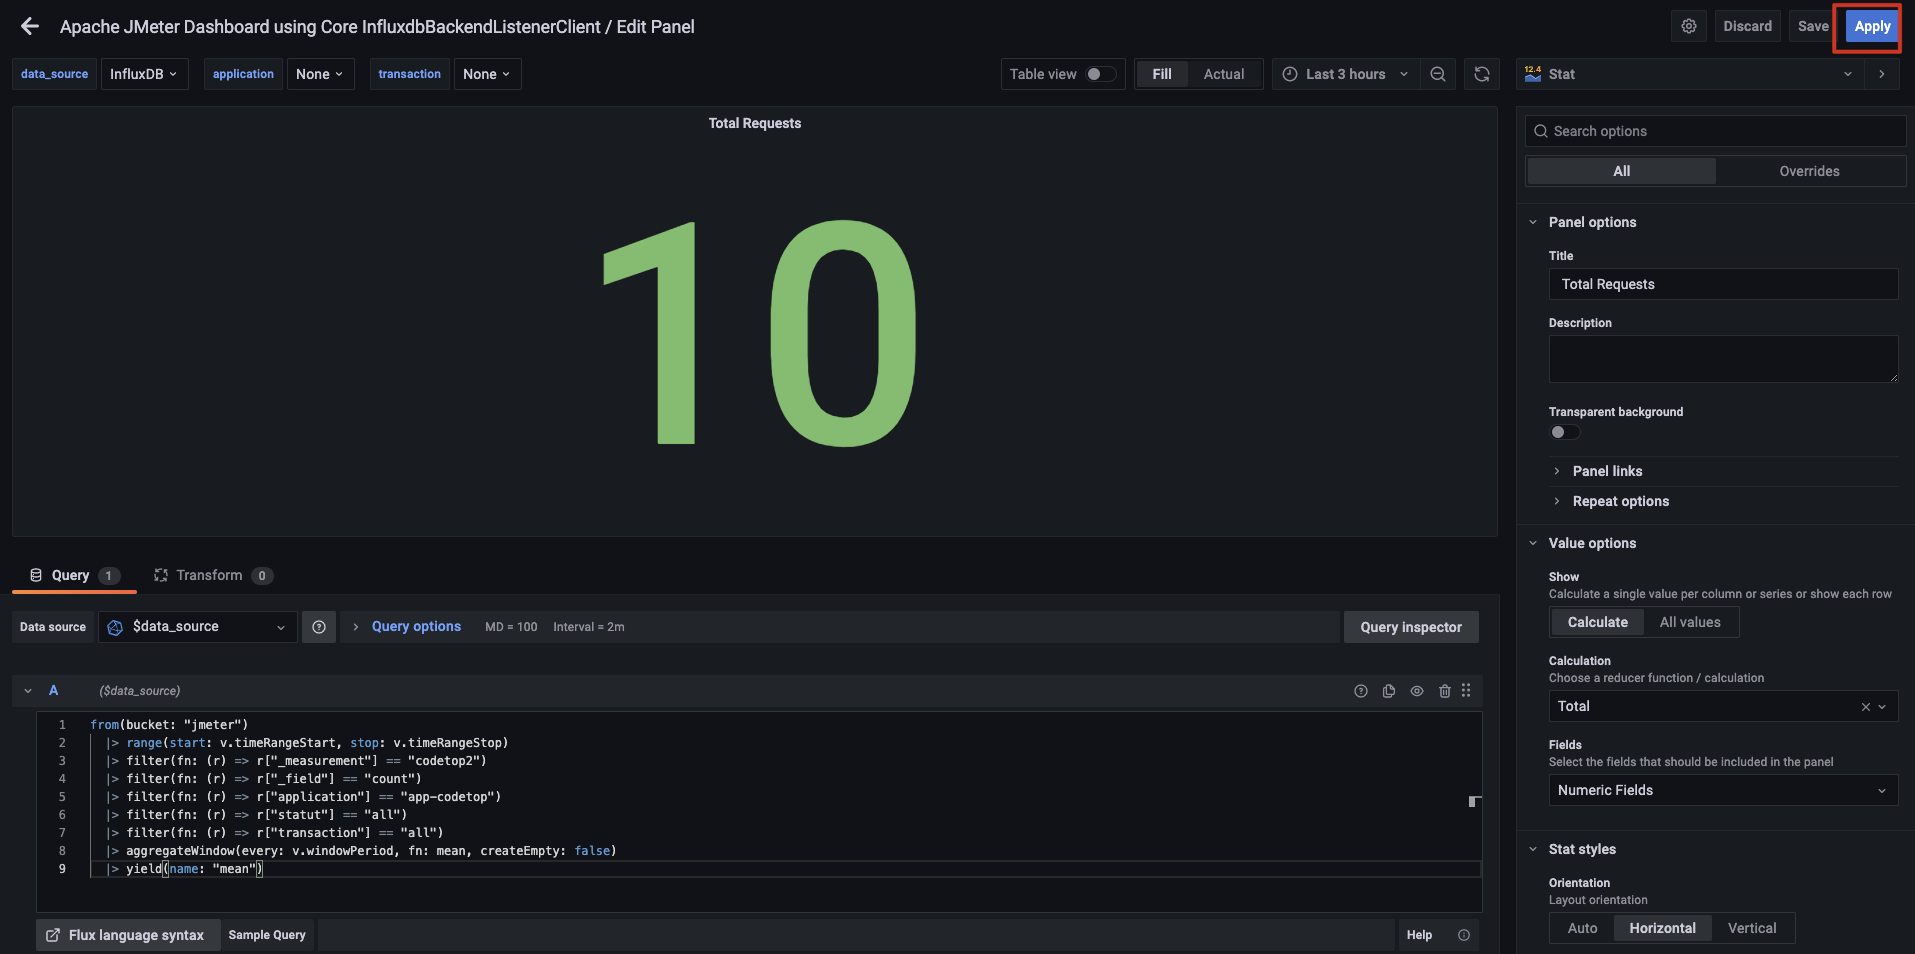 Apache JMeter Dashboard using Core InfluxdbBackendListenerClient / Edit Panel
Discard
Save
Apply
data_source
InfluxDB
application
None
transaction
None
Table view
Fill
Actual
Last 3 hours
12.4
Stat
Total Requests
10
Search options
All
Overrides
Panel options
Title
Total Requests
Description
Transparent background
Panel links
Repeat options
Value options
Show
Calculate a single value per column or series or show each row
Calculate
All values
Calculation
Choose a reducer function / calculation
Total
Fields
Select the fields that should be included in the panel
Numeric Fields
Stat styles
Orientation
Layout orientation
Auto
Horizontal
Vertical
Query
1
Transform
0
Data source
$data_source
Query options
MD = 100
Interval = 2m
Query inspector
A
($data_source)
1 from(bucket: "jmeter")
2 |> range(start: v.timeRangeStart, stop: v.timeRangeStop)
3 |> filter(fn: (r) => r["_measurement"] == "codetop2")
4 |> filter(fn: (r) => r["_field"] == "count")
5 |> filter(fn: (r) => r["application"] == "app-codetop")
6 |> filter(fn: (r) => r["statut"] == "all")
7 |> filter(fn: (r) => r["transaction"] == "all")
8 |> aggregateWindow(every: v.windowPeriod, fn: mean, createEmpty: false)
9 |> yield(name: "mean")
Flux language syntax
Sample Query
Help